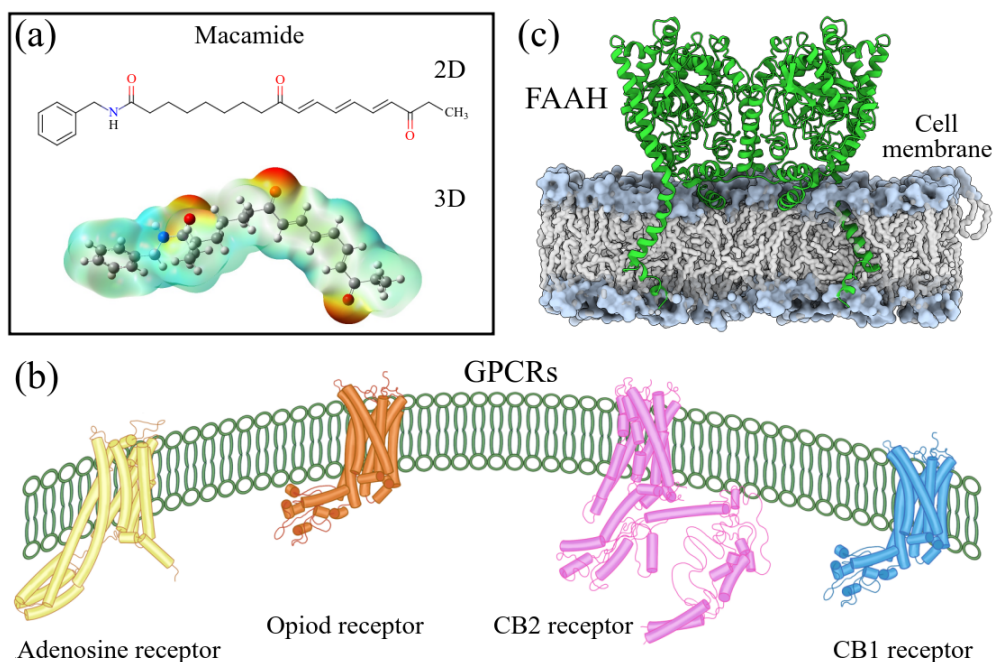 (a)
Macamide
2D
O
O
N
H
CH3
O
3D
(c)
FAAH
Cell
membrane
(b)
GPCRs
Adenosine receptor
Opiod receptor
CB2 receptor
CB1 receptor